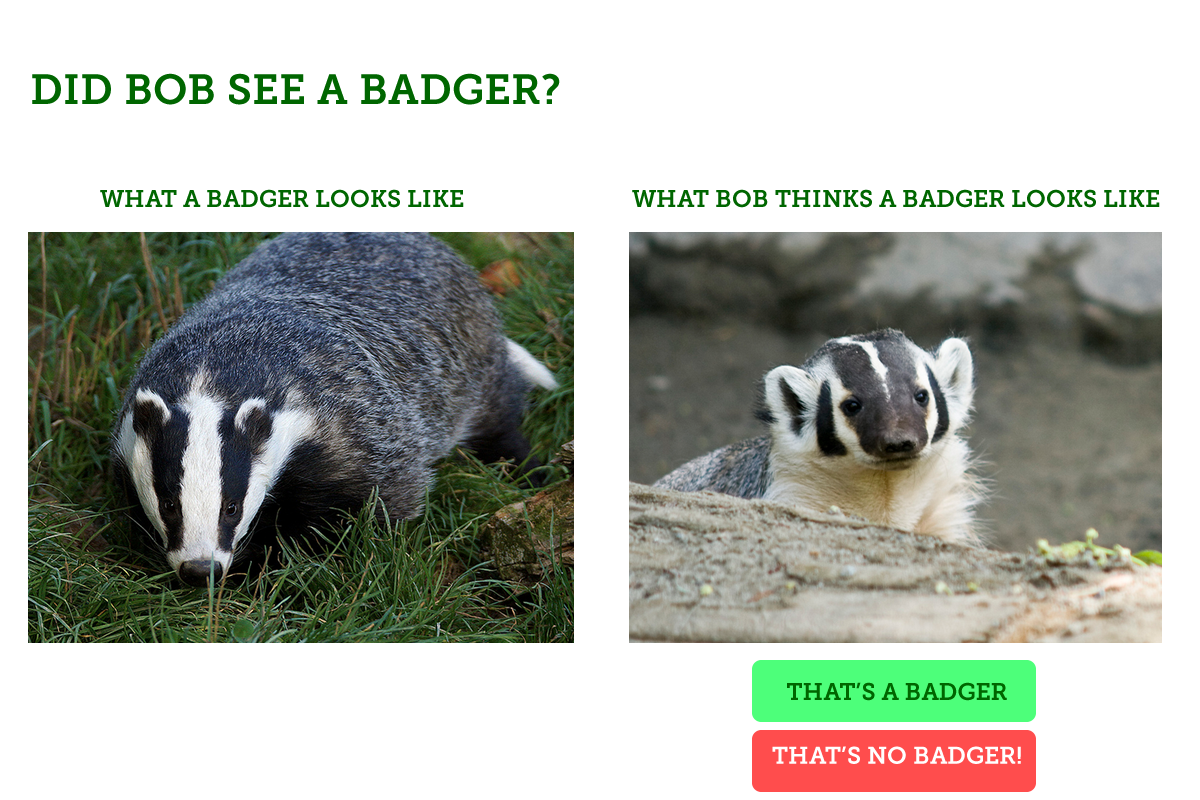 DID BOB SEE A BADGER?
WHAT A BADGER LOOKS LIKE
WHAT BOB THINKS A BADGER LOOKS LIKE
THAT’S A BADGER
THAT’S NO BADGER!